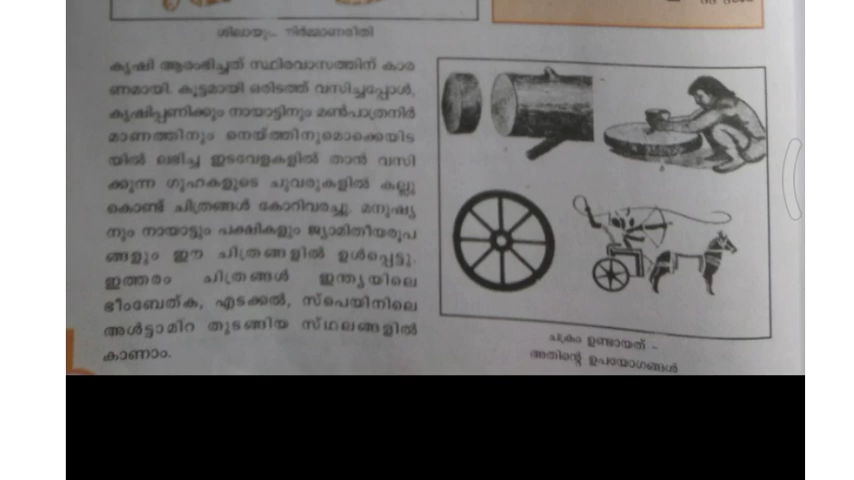 ശിലായു... നിർമ്മാണരീതി
കൃഷി ആരംഭിച്ചത് സ്ഥിരവാസത്തിന് കാര
ണമായി. കൂട്ടമായി ഒരിടത്ത് വസിച്ചപ്പോൾ,
കൃഷിപ്പണിക്കും നായാട്ടിനും മൺപാത്രനിർ
മാണത്തിനും നെയ്ത്തിനുമൊക്കെയിട
യിൽ ലഭിച്ച ഇടവേളകളിൽ താൻ വസി
ക്കുന്ന ഗുഹകളുടെ ചുവരുകളിൽ കല്ലു
കൊണ്ട് ചിത്രങ്ങൾ കോറിവരച്ചു. മനുഷ്യ
നും നായാട്ടും പക്ഷികളും ജ്യാമിതീയരൂപ
ങ്ങളും ഈ ചിത്രങ്ങളിൽ ഉൾപ്പെട്ടു.
ഇത്തരം ചിത്രങ്ങൾ ഇന്ത്യയിലെ
ഭീംബേത്ക, എടക്കൽ, സ്പെയിനിലെ
അൾട്ടാമിറ തുടങ്ങിയ സ്ഥലങ്ങളിൽ
കാണാം.
ചക്രം ഉണ്ടായത് –
അതിന്റെ ഉപയോഗങ്ങൾ